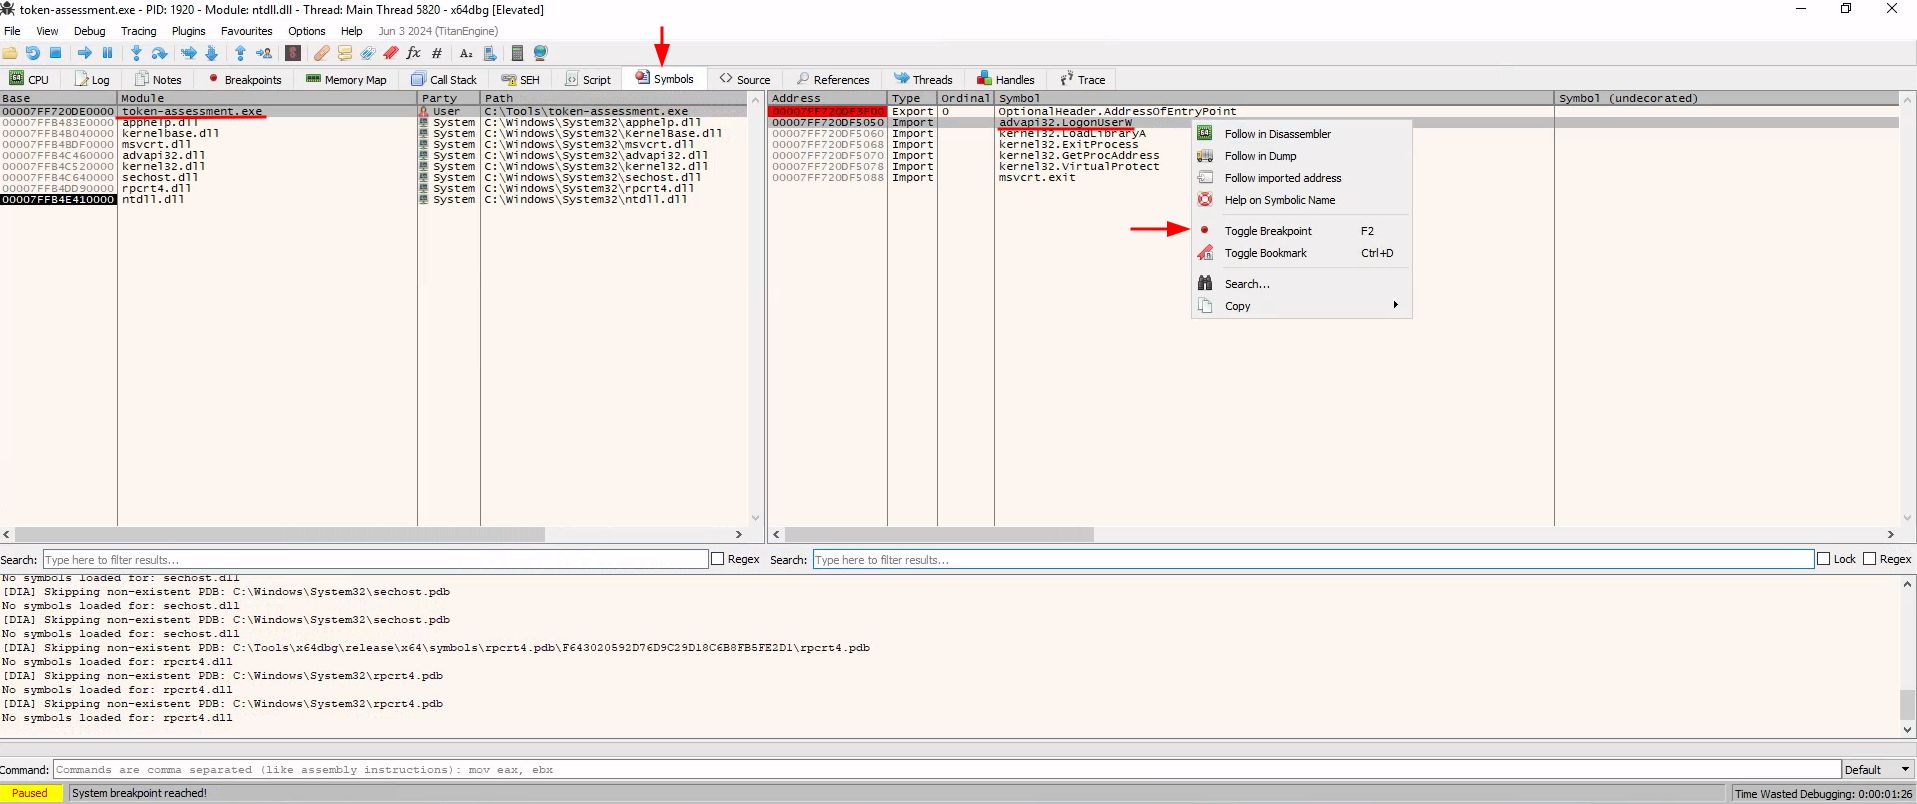 token-assessment.exe - PID: 1920 - Module: ntdll.dll - Thread: Main Thread 5820 - x64dbg [Elevated]
File View Debug Tracing Plugins Favourites Options Help Jun 3 2024 (TitanEngine)
CPU Log Notes Breakpoints Memory Map Call Stack SEH Script Symbols Source References Threads Handles Trace
Base Module Party Path
00007FF720DE0000 token-assessment.exe User C:\Tools\token-assessment.exe
00007FFB483E0000 apphelp.dll System C:\Windows\System32\apphelp.dll
00007FFB4B040000 kernelbase.dll System C:\Windows\System32\KernelBase.dll
00007FFB4BDF0000 msvcrt.dll System C:\Windows\System32\msvcrt.dll
00007FFB4C460000 advapi32.dll System C:\Windows\System32\advapi32.dll
00007FFB4C520000 kernel32.dll System C:\Windows\System32\kernel32.dll
00007FFB4C640000 sechost.dll System C:\Windows\System32\sechost.dll
00007FFB4DD90000 rpcrt4.dll System C:\Windows\System32\rpcrt4.dll
00007FFB4E410000 ntdll.dll System C:\Windows\System32\ntdll.dll
Address Type Ordinal Symbol Symbol (undecorated)
00007FF720DF3F00 Export 0 OptionalHeader.AddressOfEntryPoint
00007FF720DF5050 Import advapi32.LogonUserW
00007FF720DF5060 Import kernel32.LoadLibraryA
00007FF720DF5068 Import kernel32.ExitProcess
00007FF720DF5070 Import kernel32.GetProcAddress
00007FF720DF5078 Import kernel32.VirtualProtect
00007FF720DF5088 Import msvcrt.exit
Follow in Disassembler
Follow in Dump
Follow imported address
Help on Symbolic Name
Toggle Breakpoint F2
Toggle Bookmark Ctrl+D
Search...
Copy
Search: Type here to filter results... Regex Search: Type here to filter results... Lock Regex
No symbols loaded for: sechost.dll
[DIA] Skipping non-existent PDB: C:\Windows\System32\sechost.pdb
No symbols loaded for: sechost.dll
[DIA] Skipping non-existent PDB: C:\Windows\System32\sechost.pdb
No symbols loaded for: sechost.dll
[DIA] Skipping non-existent PDB: C:\Tools\x64dbg\release\x64\symbols\rpcrt4.pdb\F643020592D76D9C29D18C6B8FB5FE2D1\rpcrt4.pdb
No symbols loaded for: rpcrt4.dll
[DIA] Skipping non-existent PDB: C:\Windows\System32\rpcrt4.pdb
No symbols loaded for: rpcrt4.dll
[DIA] Skipping non-existent PDB: C:\Windows\System32\rpcrt4.pdb
No symbols loaded for: rpcrt4.dll
Command: Commands are comma separated (like assembly instructions): mov eax, ebx Default
Paused System breakpoint reached! Time Wasted Debugging: 0:00:01:26